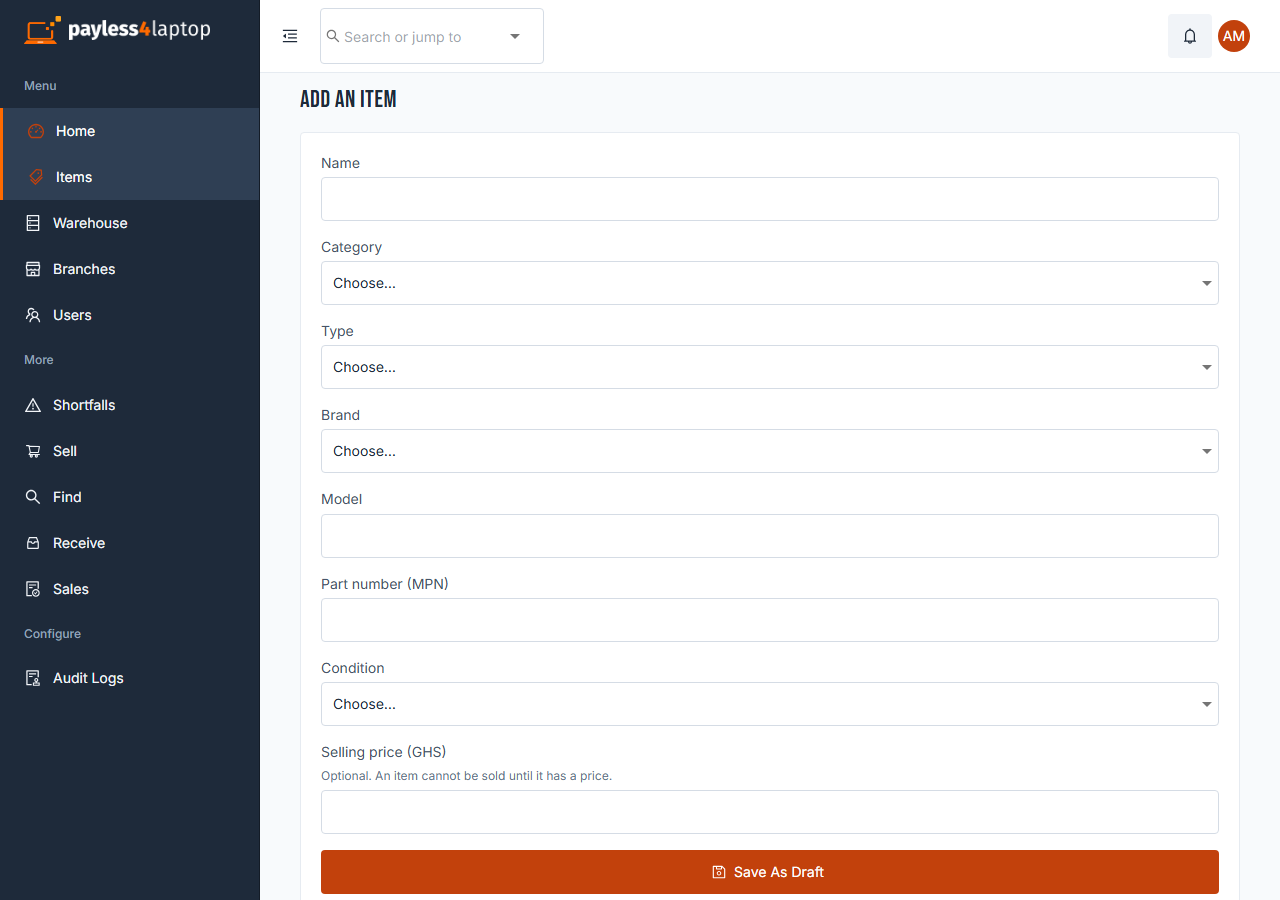 payless4laptop
Search or jump to
AM
Menu
Home
Items
Warehouse
Branches
Users
More
Shortfalls
Sell
Find
Receive
Sales
Configure
Audit Logs
ADD AN ITEM
Name
Category
Choose...
Type
Choose...
Brand
Choose...
Model
Part number (MPN)
Condition
Choose...
Selling price (GHS)
Optional. An item cannot be sold until it has a price.
Save As Draft